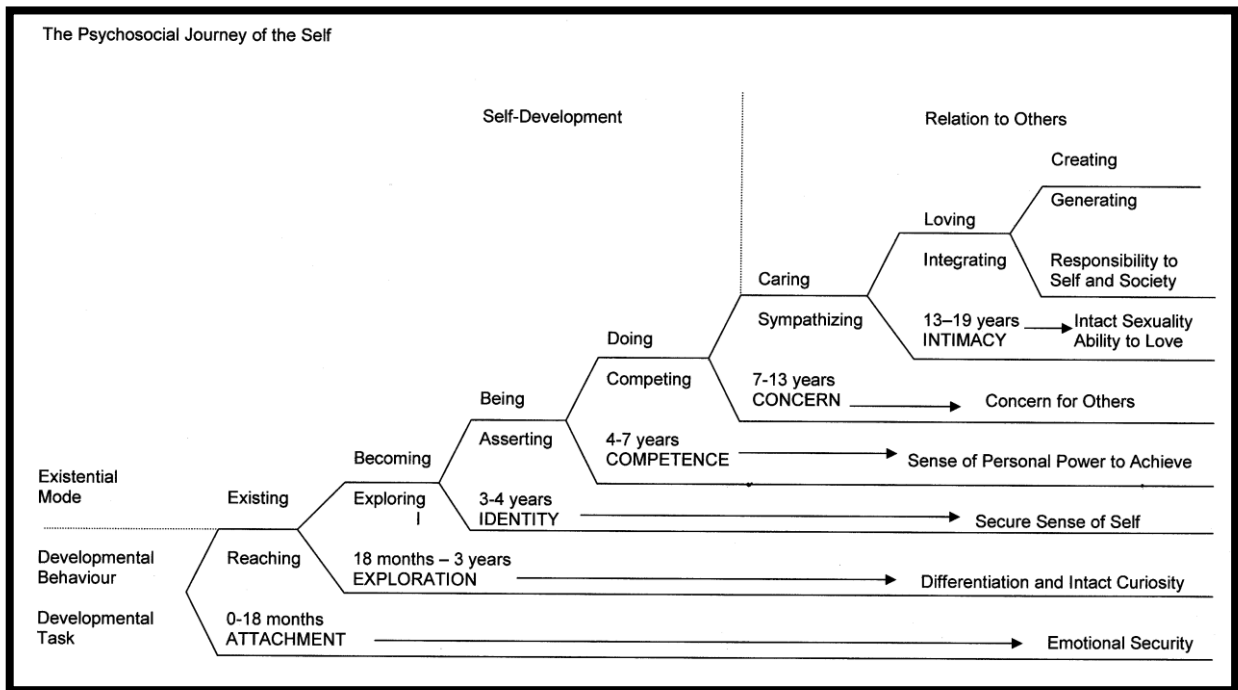 The Psychosocial Journey of the Self
Self-Development
Relation to Others
Creating
Generating
Loving
Integrating
Responsibility to
Self and Society
Caring
Sympathizing
13–19 years
INTIMACY
Intact Sexuality
Ability to Love
Doing
Competing
7-13 years
CONCERN
Concern for Others
Being
Asserting
4-7 years
COMPETENCE
Sense of Personal Power to Achieve
Becoming
Exploring
I
3-4 years
IDENTITY
Secure Sense of Self
Existential
Mode
Existing
Developmental
Behaviour
Reaching
18 months – 3 years
EXPLORATION
Differentiation and Intact Curiosity
Developmental
Task
0-18 months
ATTACHMENT
Emotional Security